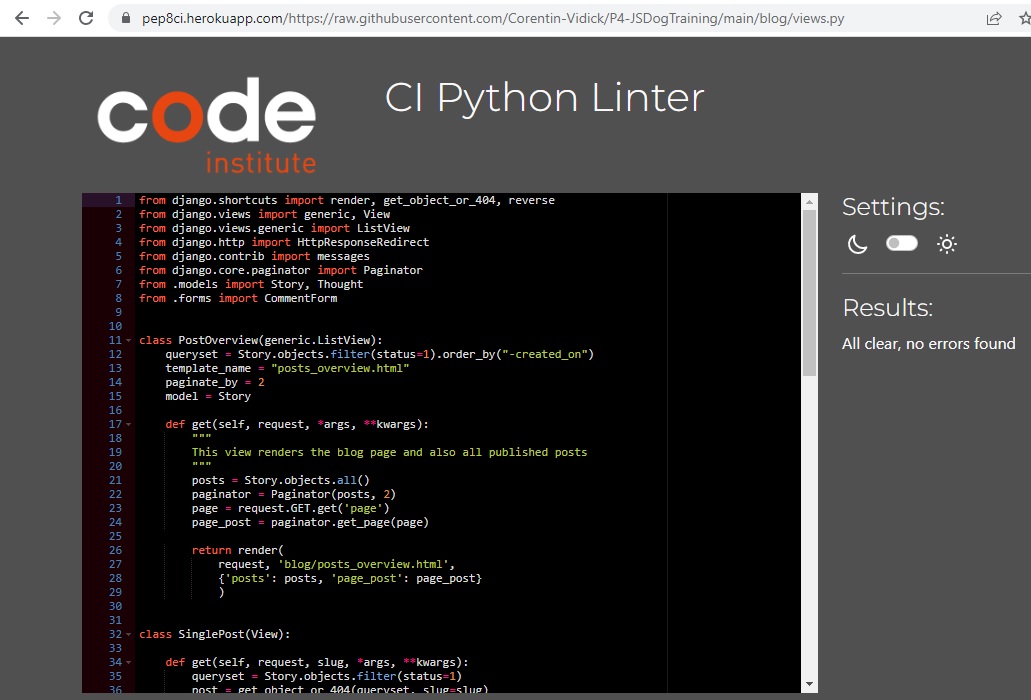 pep8ci.herokuapp.com/https://raw.githubusercontent.com/Corentin-Vidick/P4-JSDogTraining/main/blog/views.py
code
institute
CI Python Linter
1 from django.shortcuts import render, get_object_or_404, reverse
2 from django.views import generic, View
3 from django.views.generic import ListView
4 from django.http import HttpResponseRedirect
5 from django.contrib import messages
6 from django.core.paginator import Paginator
7 from .models import Story, Thought
8 from .forms import CommentForm
9
10
11 class PostOverview(generic.ListView):
12     queryset = Story.objects.filter(status=1).order_by("-created_on")
13     template_name = "posts_overview.html"
14     paginate_by = 2
15     model = Story
16
17     def get(self, request, *args, **kwargs):
18         """
19         This view renders the blog page and also all published posts
20         """
21         posts = Story.objects.all()
22         paginator = Paginator(posts, 2)
23         page = request.GET.get('page')
24         page_post = paginator.get_page(page)
25
26         return render(
27             request, 'blog/posts_overview.html',
28             {'posts': posts, 'page_post': page_post}
29             )
30
31
32 class SinglePost(View):
33
34     def get(self, request, slug, *args, **kwargs):
35         queryset = Story.objects.filter(status=1)
36         post = get_object_or_404(queryset, slug=slug)
Settings:
Results:
All clear, no errors found